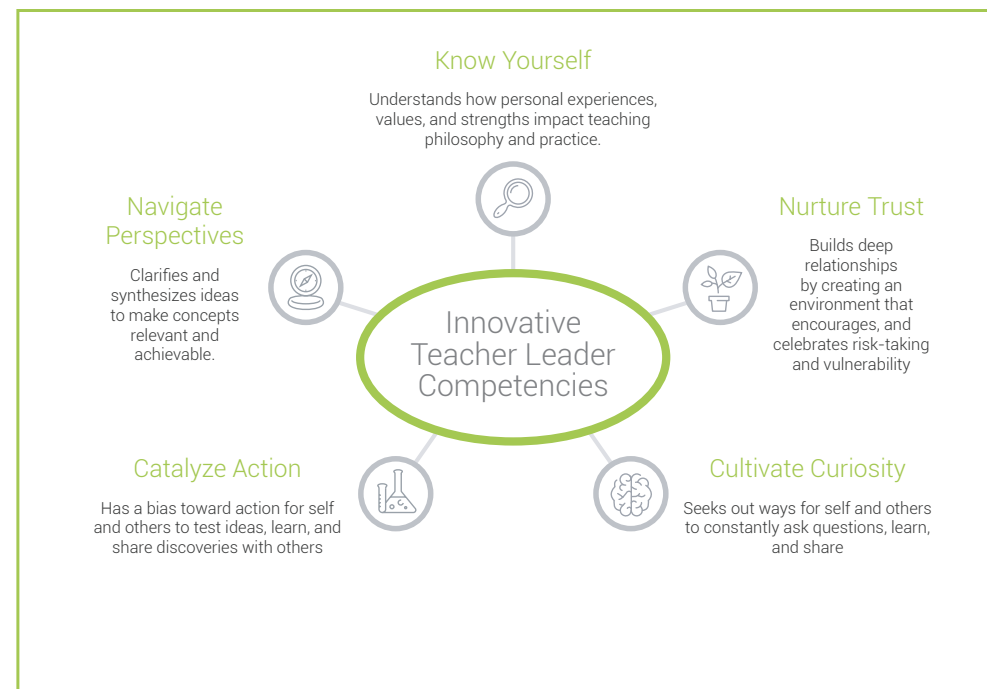 Know Yourself
Understands how personal experiences,
values, and strengths impact teaching
philosophy and practice.
Navigate
Perspectives
Clarifies and
synthesizes ideas
to make concepts
relevant and
achievable.
Nurture Trust
Builds deep
relationships
by creating an
environment that
encourages, and
celebrates risk-taking
and vulnerability
Innovative
Teacher Leader
Competencies
Catalyze Action
Has a bias toward action for self
and others to test ideas, learn, and
share discoveries with others
Cultivate Curiosity
Seeks out ways for self and others
to constantly ask questions, learn,
and share